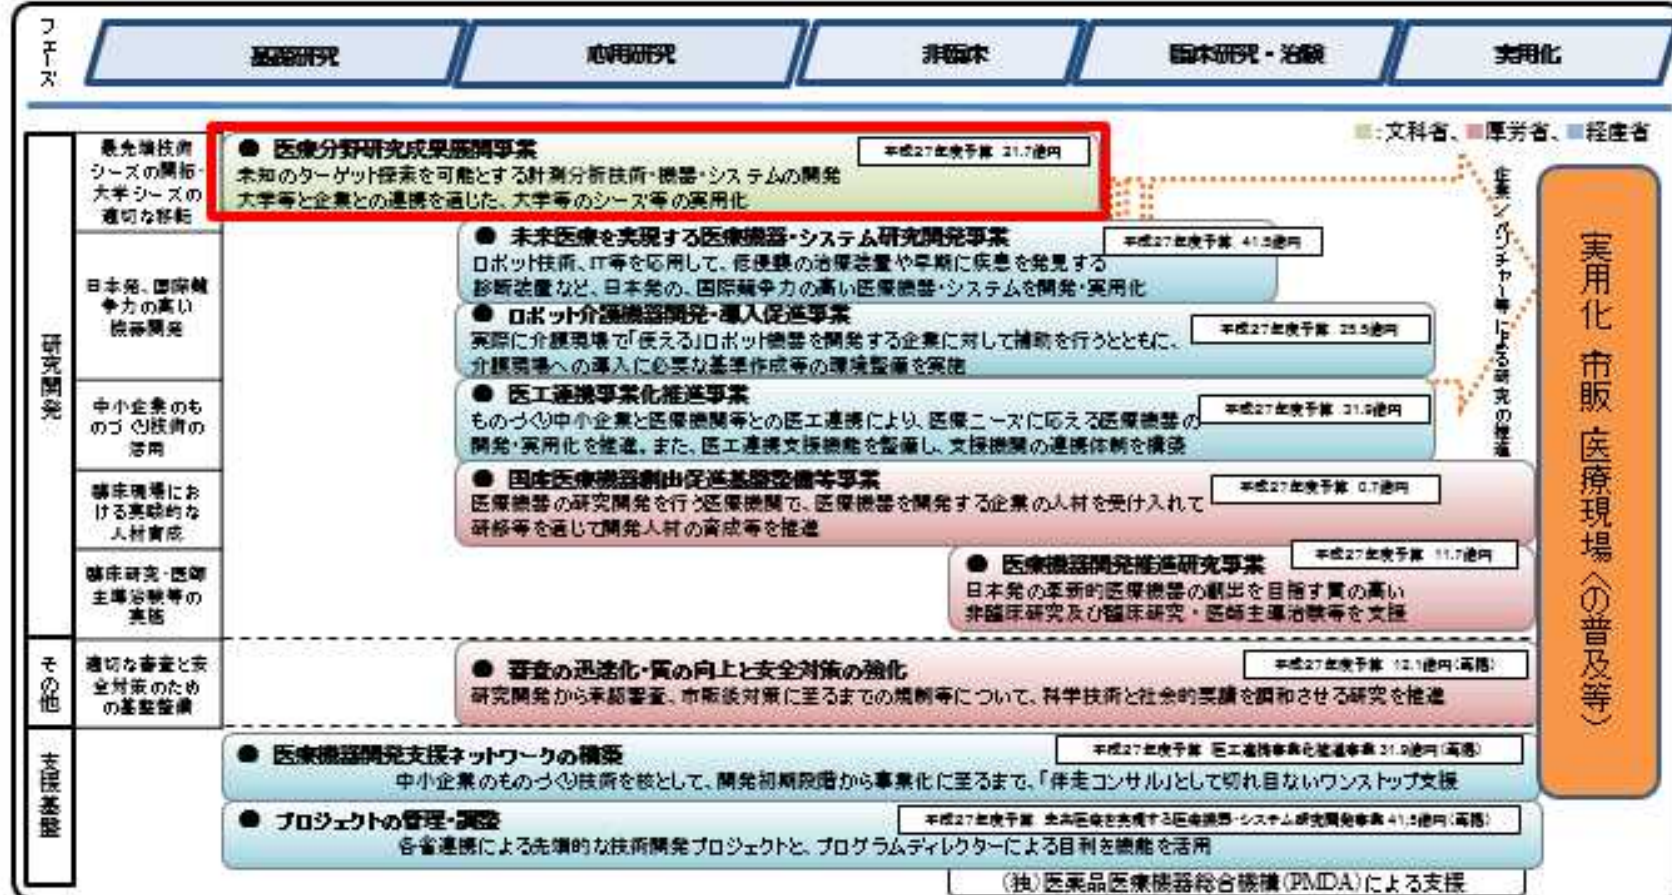 フェーズ
基礎研究
応用研究
非臨床
臨床研究・治験
実用化
:文科省、 厚労省、 経産省
研究開発
最先端技術
シーズの開拓・
大学シーズの
適切な移転
● 医療分野研究成果展開事業
平成27年度予算 21.7億円
未知のターゲット探索を可能とする計測分析技術・機器・システムの開発
大学等と企業との連携を通じた、大学等のシーズ等の実用化
日本発、国際競
争力の高い
機器開発
● 未来医療を実現する医療機器・システム研究開発事業
平成27年度予算 41.5億円
ロボット技術、IT等を応用して、低侵襲の治療装置や早期に疾患を発見する
診断装置など、日本発の、国際競争力の高い医療機器・システムを開発・実用化
● ロボット介護機器開発・導入促進事業
平成27年度予算 25.5億円
実際に介護現場で「使える」ロボット機器を開発する企業に対して補助を行うとともに、
介護現場への導入に必要な基準作成等の環境整備を実施
中小企業のも
のづくり技術の
活用
● 医工連携事業化推進事業
平成27年度予算 31.9億円
ものづくり中小企業と医療機関等との医工連携により、医療ニーズに応える医療機器の
開発・実用化を推進。また、医工連携支援機能を整備し、支援機関の連携体制を構築
臨床現場にお
ける実践的な
人材育成
● 国産医療機器創出促進基盤整備等事業
平成27年度予算 0.7億円
医療機器の研究開発を行う医療機関で、医療機器を開発する企業の人材を受け入れて
研修等を通じて開発人材の育成等を推進
臨床研究・医師
主導治験等の
実施
● 医療機器開発推進研究事業
平成27年度予算 11.7億円
日本発の革新的医療機器の創出を目指す質の高い
非臨床研究及び臨床研究・医師主導治験等を支援
企業／ベンチャー等による研究の推進
実用化（市販・医療現場への普及等）
その他
適切な審査と安
全対策のため
の基盤整備
● 審査の迅速化・質の向上と安全対策の強化
平成27年度予算 12.1億円(再掲)
研究開発から承認審査、市販後対策に至るまでの規制等について、科学技術と社会的要請を調和させる研究を推進
支援基盤
● 医療機器開発支援ネットワークの構築
平成27年度予算 医工連携事業化推進事業 31.9億円(再掲)
中小企業のものづくり技術を核として、開発初期段階から事業化に至るまで、「伴走コンサル」として切れ目ないワンストップ支援
● プロジェクトの管理・調整
平成27年度予算 未来医療を実現する医療機器・システム研究開発事業 41.5億円(再掲)
各省連携による先端的な技術開発プロジェクトと、プログラムディレクターによる目利き機能を活用
(独)医薬品医療機器総合機構(PMDA)による支援